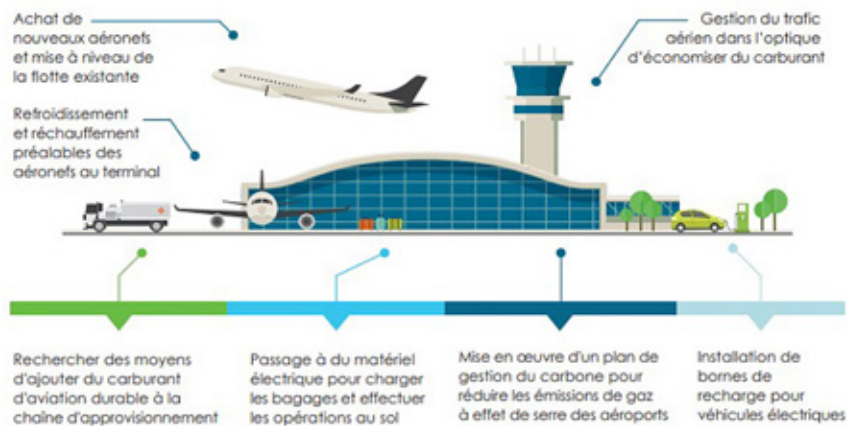 Achat de
nouveaux aéronefs
et mise à niveau de
la flotte existante
Gestion du trafic
aérien dans l'optique
d'économiser du carburant
Refroidissement
et réchauffement
préalables des
aéronefs au terminal
Rechercher des moyens
d'ajouter du carburant
d'aviation durable à la
chaîne d'approvisionnement
Passage à du matériel
électrique pour charger
les bagages et effectuer
les opérations au sol
Mise en œuvre d'un plan de
gestion du carbone pour
réduire les émissions de gaz
à effet de serre des aéroports
Installation de
bornes de
recharge pour
véhicules électriques